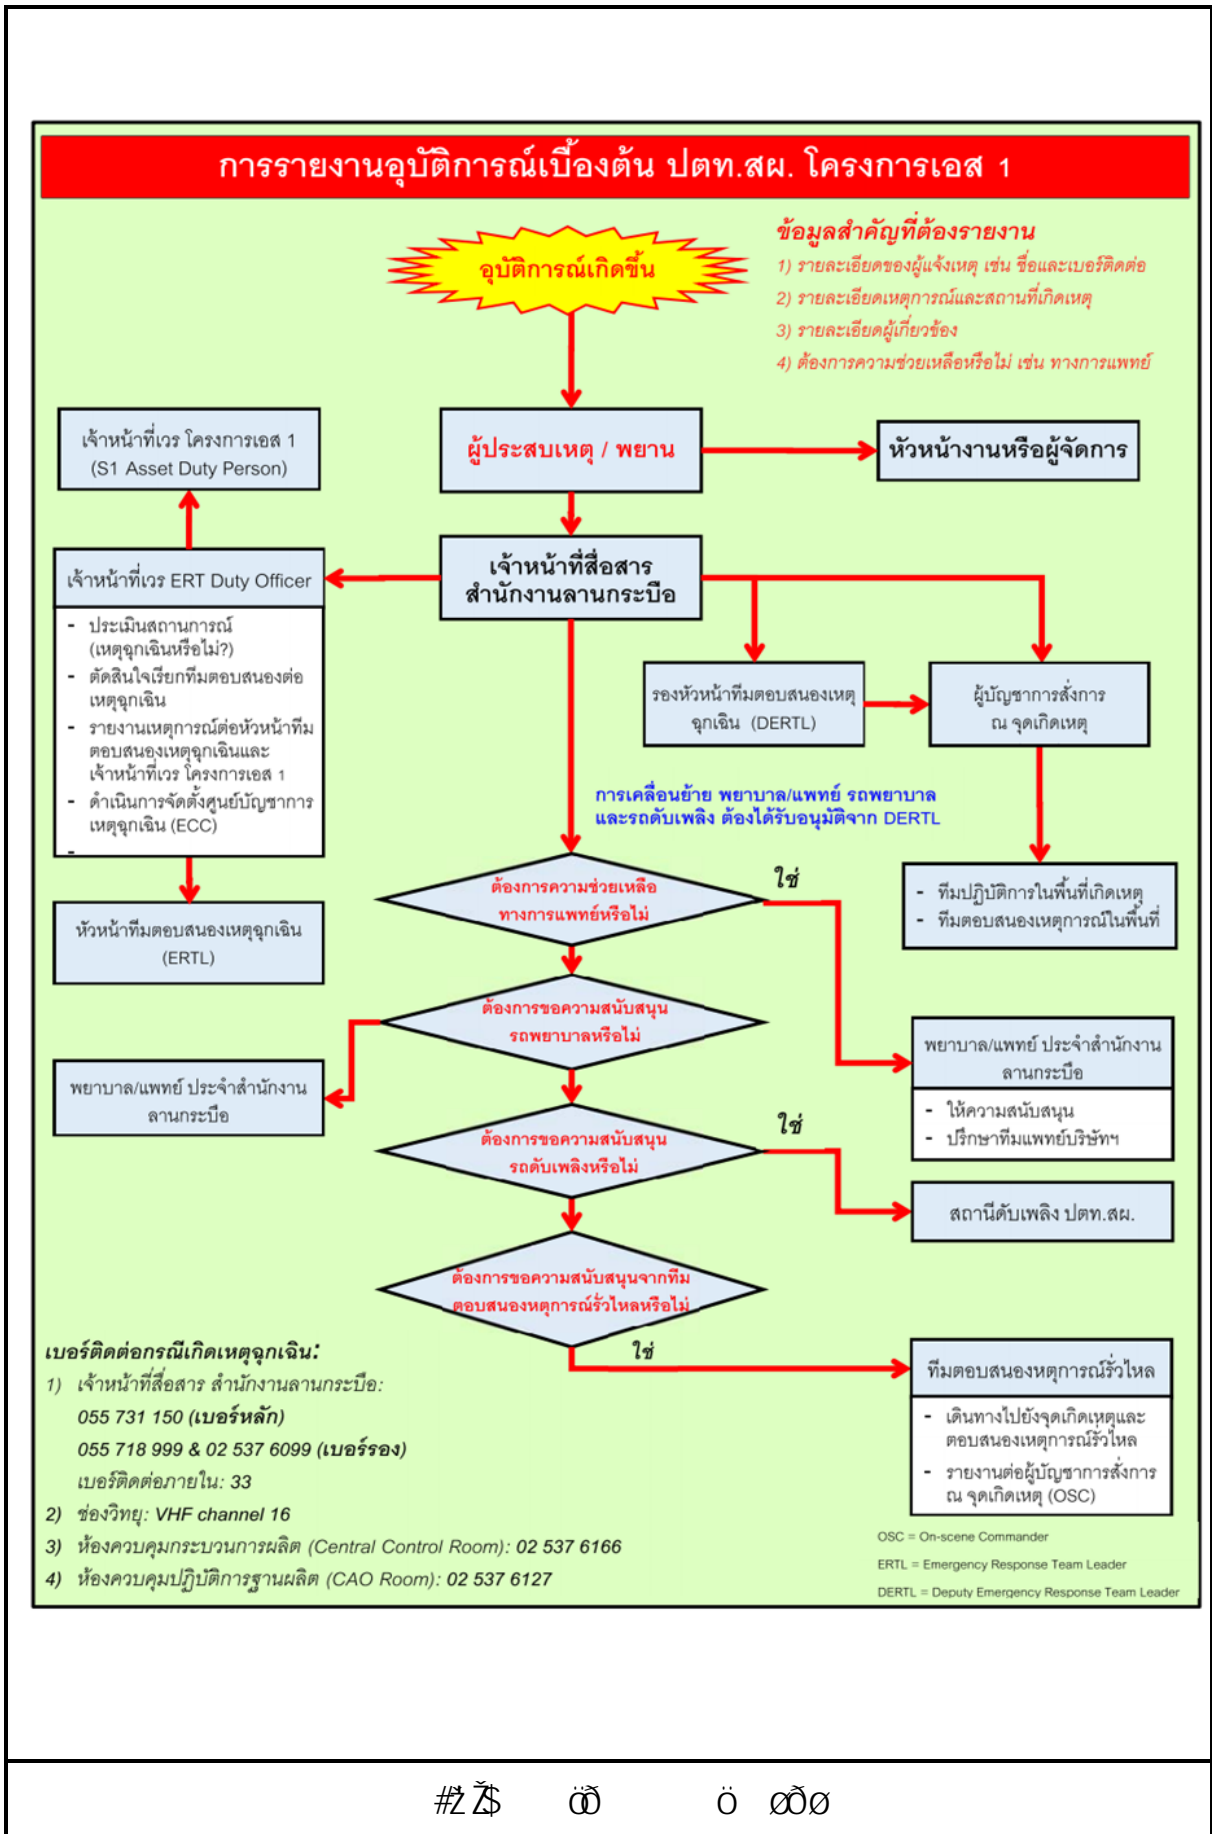 การรายงานอุบัติการณ์เบื้องต้น ปตท.สผ. โครงการเอส 1
อุบัติการณ์เกิดขึ้น
ข้อมูลสำคัญที่ต้องรายงาน
1) รายละเอียดของผู้แจ้งเหตุ เช่น ชื่อและเบอร์ติดต่อ
2) รายละเอียดเหตุการณ์และสถานที่เกิดเหตุ
3) รายละเอียดผู้เกี่ยวข้อง
4) ต้องการความช่วยเหลือหรือไม่ เช่น ทางการแพทย์
เจ้าหน้าที่เวร โครงการเอส 1
(S1 Asset Duty Person)
ผู้ประสบเหตุ / พยาน
หัวหน้างานหรือผู้จัดการ
เจ้าหน้าที่สื่อสาร
สำนักงานลานกระบือ
เจ้าหน้าที่เวร ERT Duty Officer
- ประเมินสถานการณ์
(เหตุฉุกเฉินหรือไม่?)
- ตัดสินใจเรียกทีมตอบสนองต่อ
เหตุฉุกเฉิน
- รายงานเหตุการณ์ต่อหัวหน้าทีม
ตอบสนองเหตุฉุกเฉินและ
เจ้าหน้าที่เวร โครงการเอส 1
- ดำเนินการจัดตั้งศูนย์บัญชาการ
เหตุฉุกเฉิน (ECC)
-
รองหัวหน้าทีมตอบสนองเหตุ
ฉุกเฉิน (DERTL)
ผู้บัญชาการสั่งการ
ณ จุดเกิดเหตุ
การเคลื่อนย้าย พยาบาล/แพทย์ รถพยาบาล
และรถดับเพลิง ต้องได้รับอนุมัติจาก DERTL
ต้องการความช่วยเหลือ
ทางการแพทย์หรือไม่
ใช่
- ทีมปฏิบัติการในพื้นที่เกิดเหตุ
- ทีมตอบสนองเหตุการณ์ในพื้นที่
หัวหน้าทีมตอบสนองเหตุฉุกเฉิน
(ERTL)
ต้องการขอความสนับสนุน
รถพยาบาลหรือไม่
พยาบาล/แพทย์ ประจำสำนักงาน
ลานกระบือ
พยาบาล/แพทย์ ประจำสำนักงาน
ลานกระบือ
- ให้ความสนับสนุน
- ปรึกษาทีมแพทย์บริษัทฯ
ต้องการขอความสนับสนุน
รถดับเพลิงหรือไม่
ใช่
สถานีดับเพลิง ปตท.สผ.
ต้องการขอความสนับสนุนจากทีม
ตอบสนองหตุการณ์รั่วไหลหรือไม่
ใช่
ทีมตอบสนองหตุการณ์รั่วไหล
- เดินทางไปยังจุดเกิดเหตุและ
ตอบสนองเหตุการณ์รั่วไหล
- รายงานต่อผู้บัญชาการสั่งการ
ณ จุดเกิดเหตุ (OSC)
เบอร์ติดต่อกรณีเกิดเหตุฉุกเฉิน:
1) เจ้าหน้าที่สื่อสาร สำนักงานลานกระบือ:
055 731 150 (เบอร์หลัก)
055 718 999 & 02 537 6099 (เบอร์รอง)
เบอร์ติดต่อภายใน: 33
2) ช่องวิทยุ: VHF channel 16
3) ห้องควบคุมกระบวนการผลิต (Central Control Room): 02 537 6166
4) ห้องควบคุมปฏิบัติการฐานผลิต (CAO Room): 02 537 6127
OSC = On-scene Commander
ERTL = Emergency Response Team Leader
DERTL = Deputy Emergency Response Team Leader